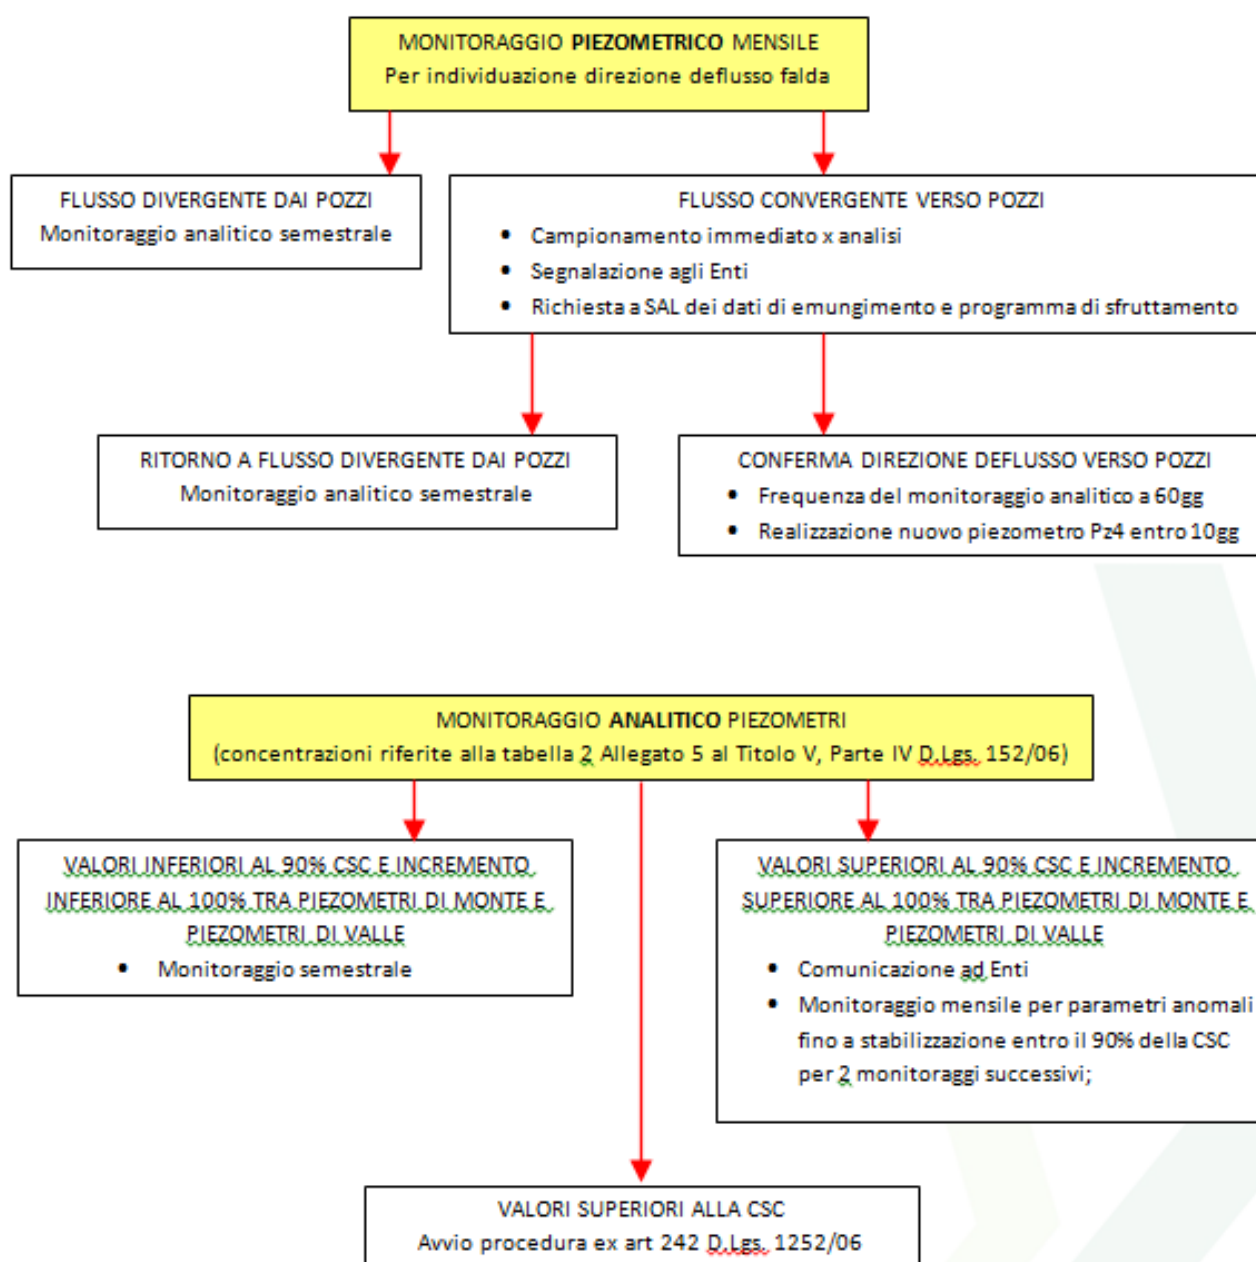 MONITORAGGIO PIEZOMETRICO MENSILE
Per individuazione direzione deflusso falda
FLUSSO DIVERGENTE DAI POZZI
Monitoraggio analitico semestrale
FLUSSO CONVERGENTE VERSO POZZI
• Campionamento immediato x analisi
• Segnalazione agli Enti
• Richiesta a SAL dei dati di emungimento e programma di sfruttamento
RITORNO A FLUSSO DIVERGENTE DAI POZZI
Monitoraggio analitico semestrale
CONFERMA DIREZIONE DEFLUSSO VERSO POZZI
• Frequenza del monitoraggio analitico a 60gg
• Realizzazione nuovo piezometro Pz4 entro 10gg
MONITORAGGIO ANALITICO PIEZOMETRI
(concentrazioni riferite alla tabella 2 Allegato 5 al Titolo V, Parte IV D.Lgs. 152/06)
VALORI INFERIORI AL 90% CSC E INCREMENTO
INFERIORE AL 100% TRA PIEZOMETRI DI MONTE E
PIEZOMETRI DI VALLE
• Monitoraggio semestrale
VALORI SUPERIORI AL 90% CSC E INCREMENTO
SUPERIORE AL 100% TRA PIEZOMETRI DI MONTE E
PIEZOMETRI DI VALLE
• Comunicazione ad Enti
• Monitoraggio mensile per parametri anomali
fino a stabilizzazione entro il 90% della CSC
per 2 monitoraggi successivi;
VALORI SUPERIORI ALLA CSC
Avvio procedura ex art 242 D.Lgs. 1252/06